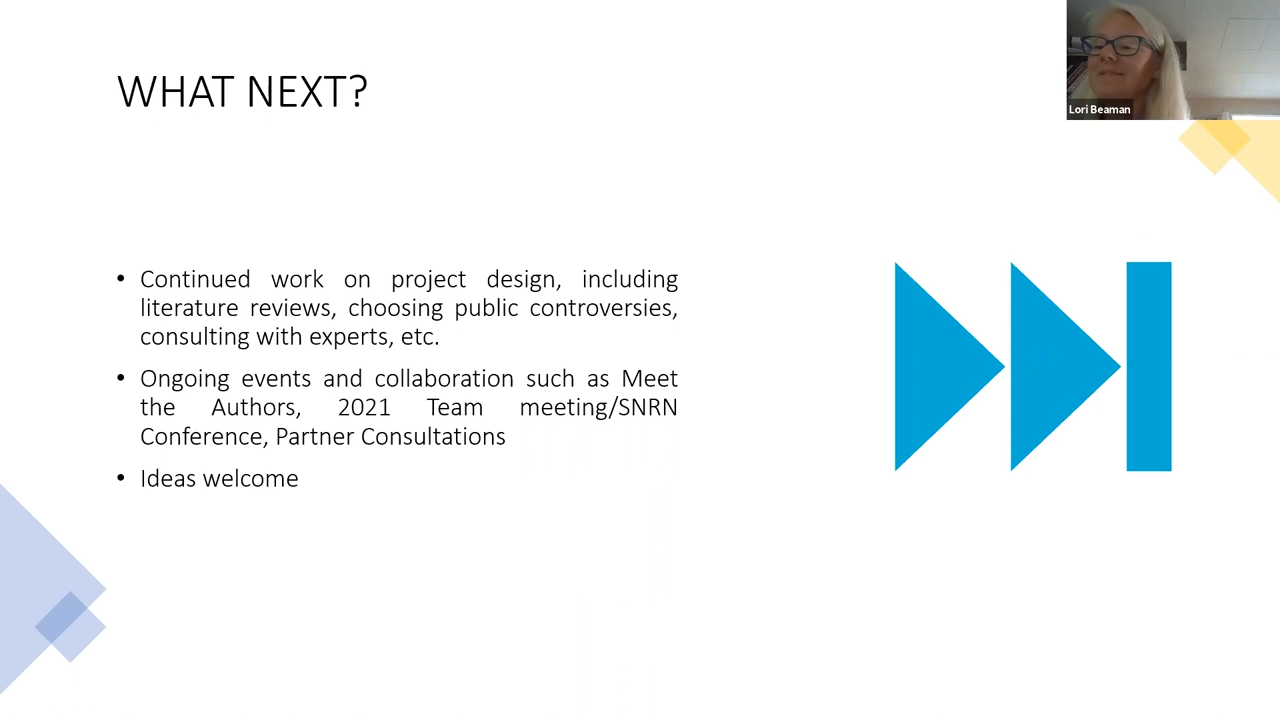 WHAT NEXT?
Lori Beaman
• Continued work on project design, including
literature reviews, choosing public controversies,
consulting with experts, etc.
• Ongoing events and collaboration such as Meet
the Authors, 2021 Team meeting/SNRN
Conference, Partner Consultations
• Ideas welcome